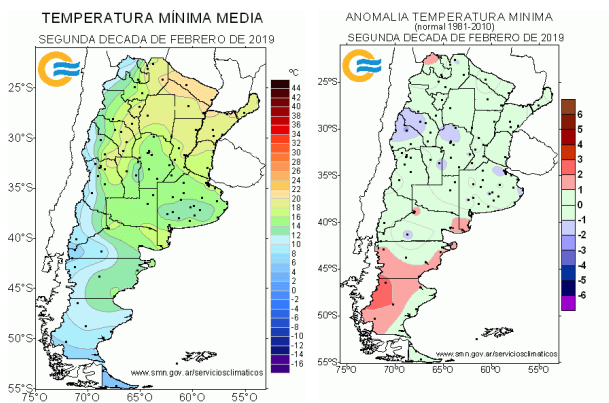 TEMPERATURA MÍNIMA MEDIA
SEGUNDA DECADA DE FEBRERO DE 2019
ºC
44
42
40
38
36
34
32
30
28
26
24
22
20
18
16
14
12
10
8
6
4
2
0
-2
-4
-6
-8
-10
-12
-14
-16
25°S
30°S
35°S
40°S
45°S
50°S
55°S
75°W
70°W
65°W
60°W
55°W
www.smn.gov.ar/serviciosclimaticos
ANOMALIA TEMPERATURA MINIMA
(normal 1981-2010)
SEGUNDA DECADA DE FEBRERO DE 2019
6
5
4
3
2
1
0
-1
-2
-3
-4
-5
-6
25°S
30°S
35°S
40°S
45°S
50°S
55°S
75°W
70°W
65°W
60°W
55°W
www.smn.gov.ar/serviciosclimaticos